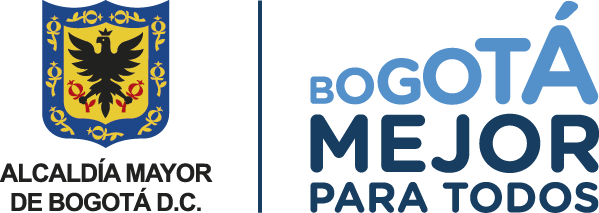 ALCALDÍA MAYOR
DE BOGOTÁ D.C.
BOGOTÁ
MEJOR
PARA TODOS